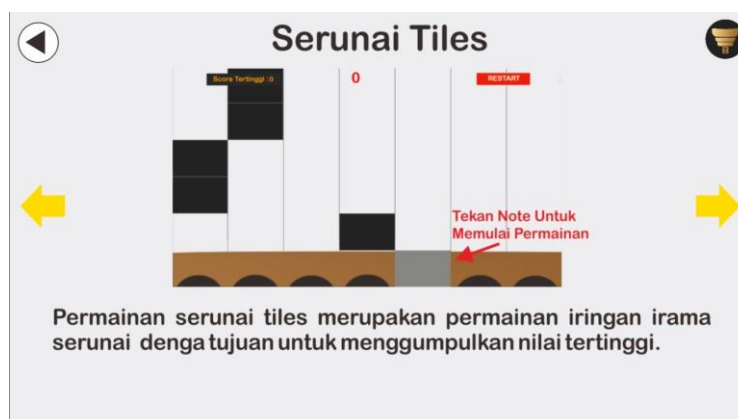 Serunai Tiles
Score Tertinggi : 0
0
RESTART
Tekan Note Untuk
Memulai Permainan
Permainan serunai tiles merupakan permainan iringan irama
serunai denga tujuan untuk menggumpulkan nilai tertinggi.